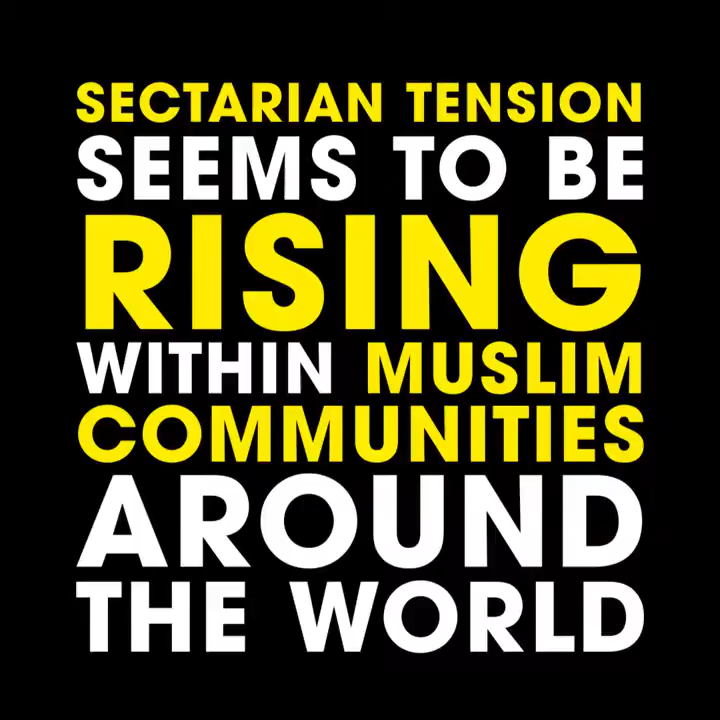 SECTARIAN TENSION
SEEMS TO BE
RISING
WITHIN MUSLIM
COMMUNITIES
AROUND
THE WORLD